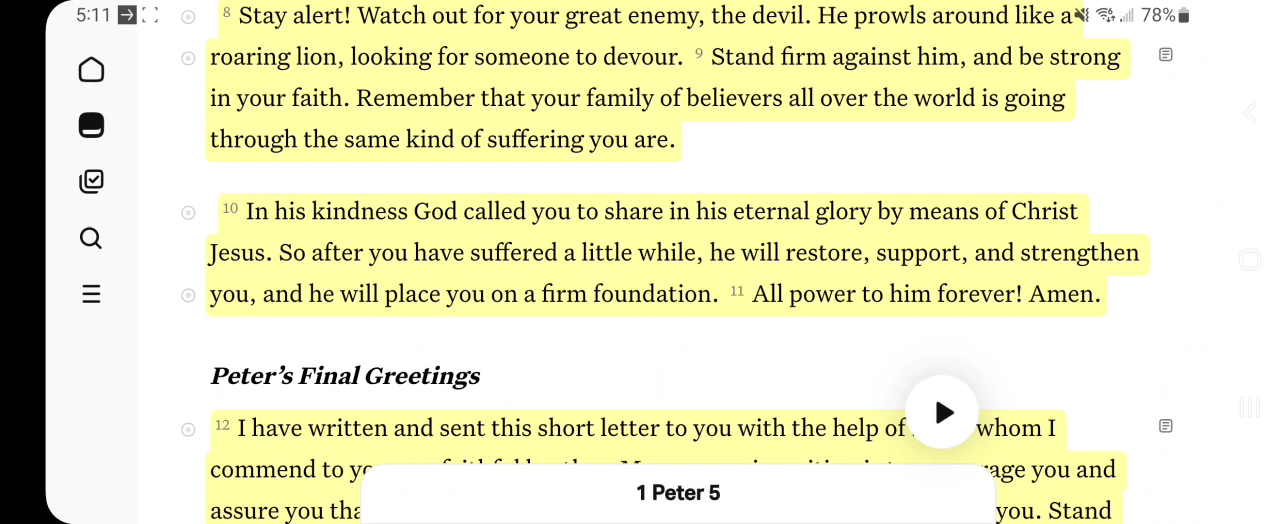 5:11
78%
8 Stay alert! Watch out for your great enemy, the devil. He prowls around like a
roaring lion, looking for someone to devour. 9 Stand firm against him, and be strong
in your faith. Remember that your family of believers all over the world is going
through the same kind of suffering you are.
10 In his kindness God called you to share in his eternal glory by means of Christ
Jesus. So after you have suffered a little while, he will restore, support, and strengthen
you, and he will place you on a firm foundation. 11 All power to him forever! Amen.
Peter’s Final Greetings
12 I have written and sent this short letter to you with the help of whom I
commend to you and
assure you you. Stand
1 Peter 5